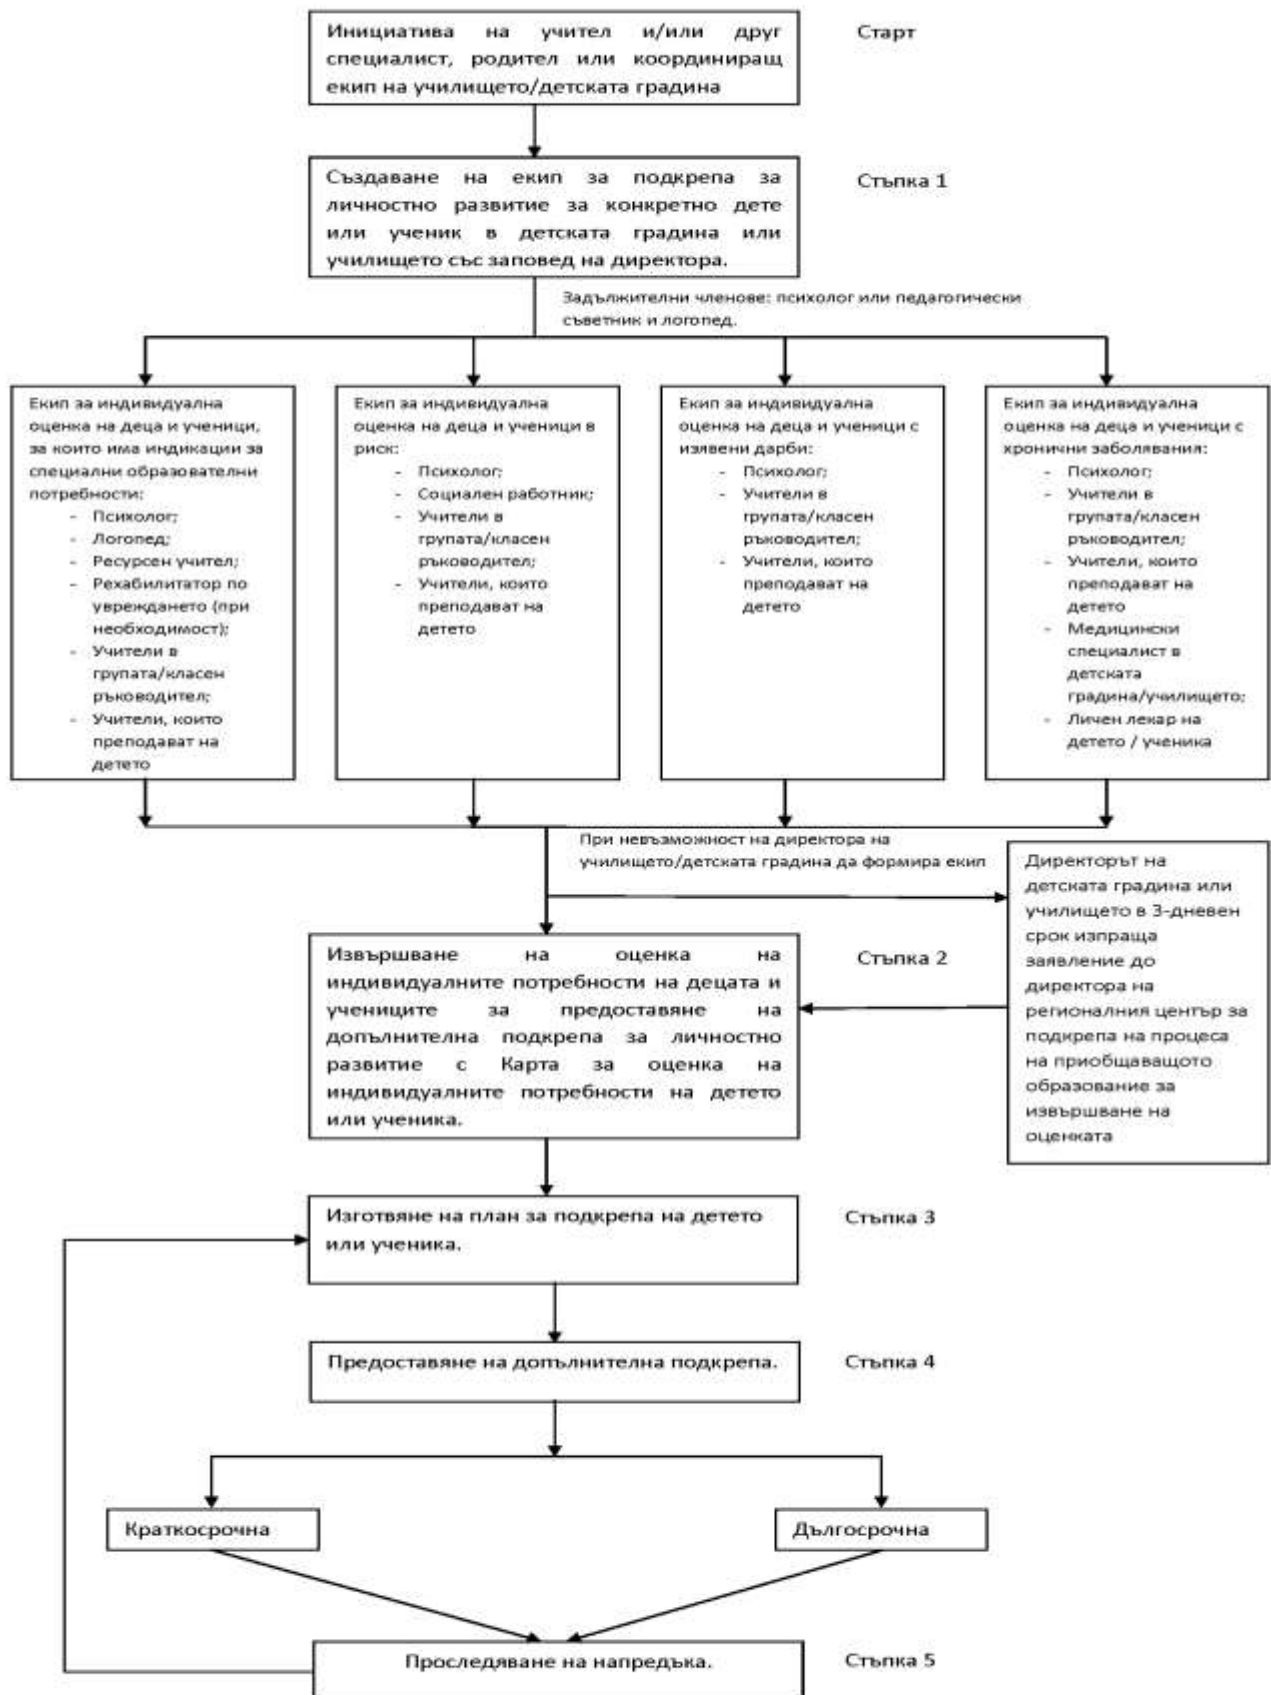 Инициатива на учител и/или друг
специалист, родител или координиращ
екип на училището/детската градина
Старт
Създаване на екип за подкрепа за
личностно развитие за конкретно дете
или ученик в детската градина или
училището със заповед на директора.
Стъпка 1
Задължителни членове: психолог или педагогически
съветник и логопед.
Екип за индивидуална
оценка на деца и ученици,
за които има индикации за
специални образователни
потребности:
- Психолог;
- Логопед;
- Ресурсен учител;
- Рехабилитатор по
увреждането (при
необходимост);
- Учители в
групата/класен
ръководител;
- Учители, които
преподават на
детето
Екип за индивидуална
оценка на деца и ученици в
риск:
- Психолог;
- Социален работник;
- Учители в
групата/класен
ръководител;
- Учители, които
преподават на
детето
Екип за индивидуална
оценка на деца и ученици с
изявени дарби:
- Психолог;
- Учители в
групата/класен
ръководител;
- Учители, които
преподават на
детето
Екип за индивидуална
оценка на деца и ученици с
хронични заболявания:
- Психолог;
- Учители в
групата/класен
ръководител;
- Учители, които
преподават на
детето
- Медицински
специалист в
детската
градина/училището;
- Личен лекар на
детето / ученика
При невъзможност на директора на
училището/детската градина да формира екип
Директорът на
детската градина или
училището в 3-дневен
срок изпраща
заявление до
директора на
регионалния център за
подкрепа на процеса
на приобщаващото
образование за
извършване на
оценката
Извършване на оценка на
индивидуалните потребности на децата и
учениците за предоставяне на
допълнителна подкрепа за личностно
развитие с Карта за оценка на
индивидуалните потребности на детето
или ученика.
Стъпка 2
Изготвяне на план за подкрепа на детето
или ученика.
Стъпка 3
Предоставяне на допълнителна подкрепа.
Стъпка 4
Краткосрочна
Дългосрочна
Проследяване на напредъка.
Стъпка 5